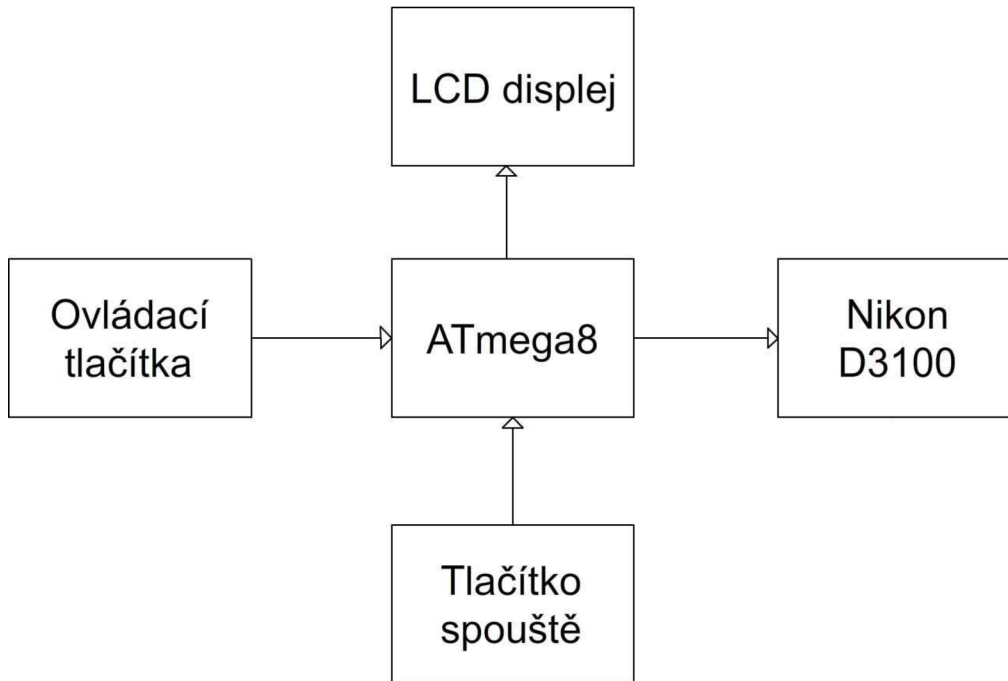 LCD displej
Ovládací
tlačítka
ATmega8
Nikon
D3100
Tlačítko
spouště